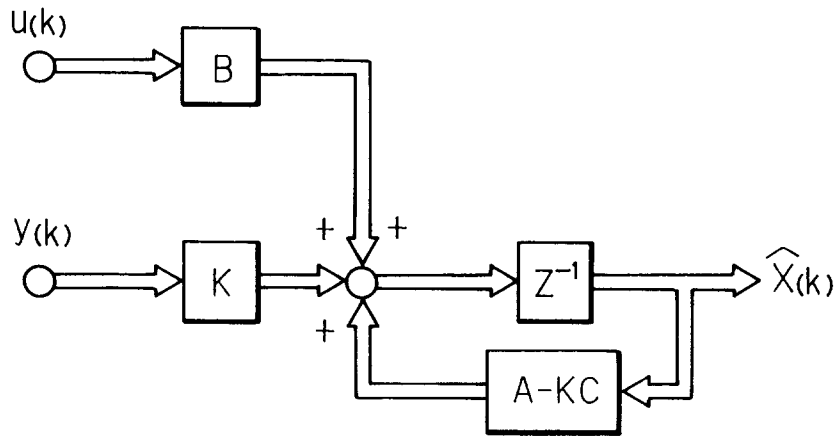 u(k)
B
+ +
y(k)
K
Z⁻¹
X̂(k)
+
A-KC